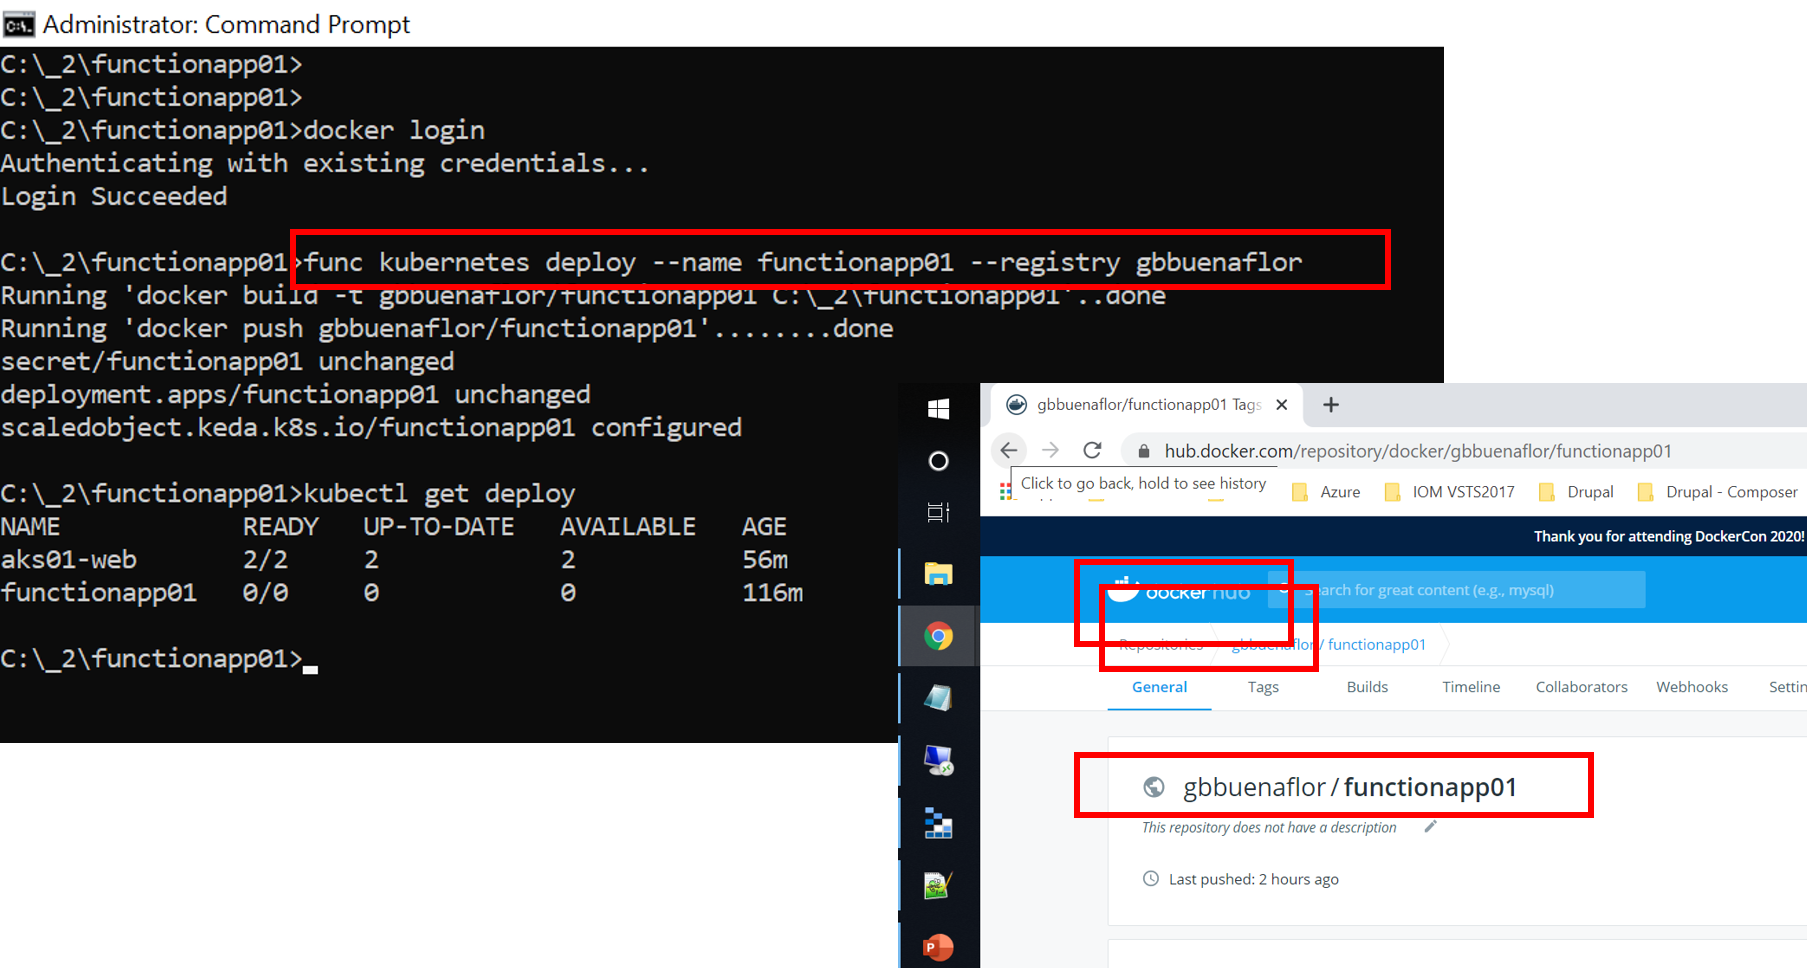 Administrator: Command Prompt
C:\_2\functionapp01>
C:\_2\functionapp01>
C:\_2\functionapp01>docker login
Authenticating with existing credentials...
Login Succeeded
C:\_2\functionapp01>func kubernetes deploy --name functionapp01 --registry gbbuenaflor
Running 'docker build -t gbbuenaflor/functionapp01 C:\_2\functionapp01'..done
Running 'docker push gbbuenaflor/functionapp01'........done
secret/functionapp01 unchanged
deployment.apps/functionapp01 unchanged
scaledobject.keda.k8s.io/functionapp01 configured
C:\_2\functionapp01>kubectl get deploy
NAME READY UP-TO-DATE AVAILABLE AGE
aks01-web 2/2 2 2 56m
functionapp01 0/0 0 0 116m
C:\_2\functionapp01>
gbbuenaflor/functionapp01 Tags
hub.docker.com/repository/docker/gbbuenaflor/functionapp01
Click to go back, hold to see history
Azure IOM VSTS2017 Drupal Drupal - Composer
Thank you for attending DockerCon 2020!
docker hub Search for great content (e.g., mysql)
Repositories gbbuenaflor / functionapp01
General Tags Builds Timeline Collaborators Webhooks Settin
gbbuenaflor / functionapp01
This repository does not have a description
Last pushed: 2 hours ago